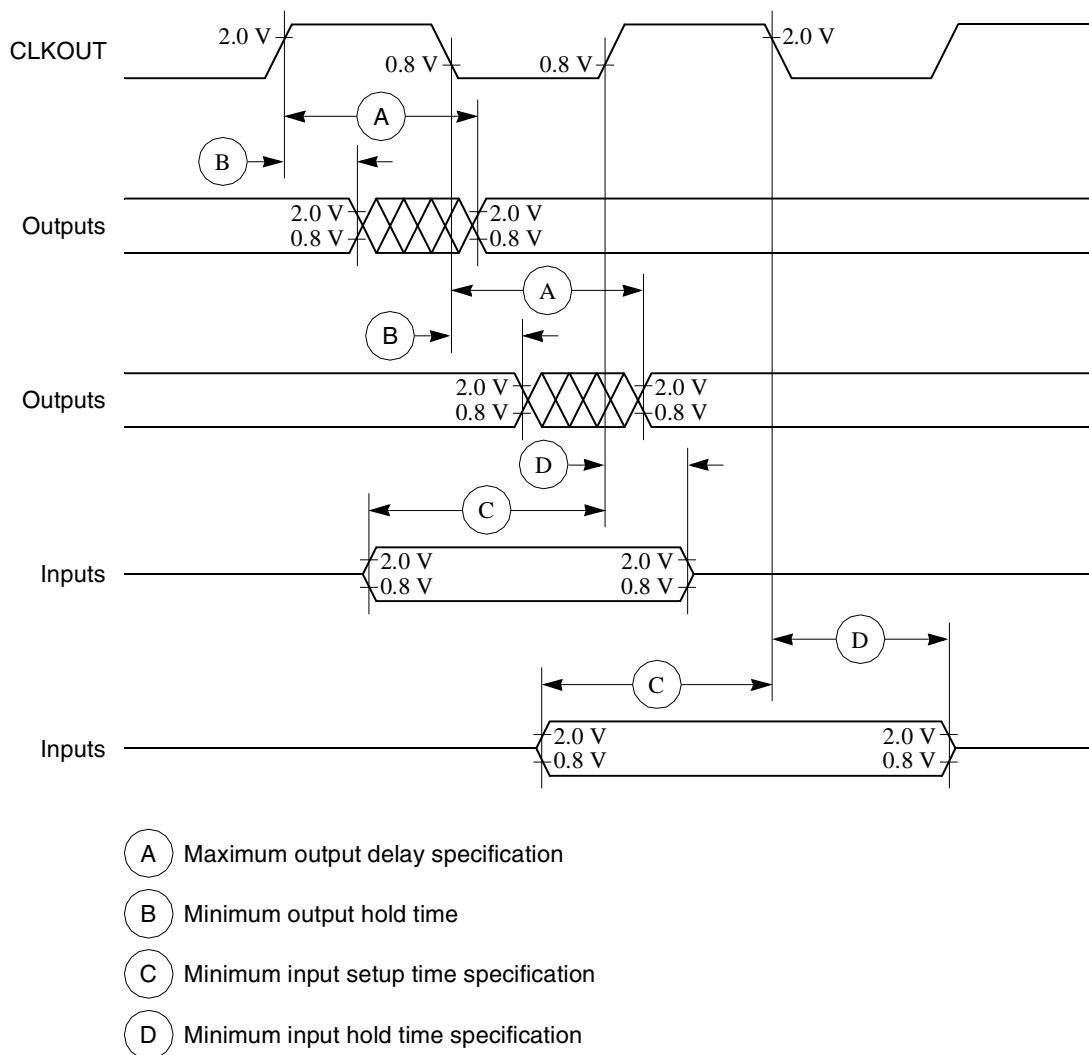 2.0 V 2.0 V
CLKOUT
0.8 V 0.8 V
A
B
2.0 V 2.0 V
Outputs
0.8 V 0.8 V
A
B
2.0 V 2.0 V
Outputs
0.8 V 0.8 V
D
C
2.0 V 2.0 V
Inputs
0.8 V 0.8 V
D
C
2.0 V 2.0 V
Inputs
0.8 V 0.8 V
A Maximum output delay specification
B Minimum output hold time
C Minimum input setup time specification
D Minimum input hold time specification